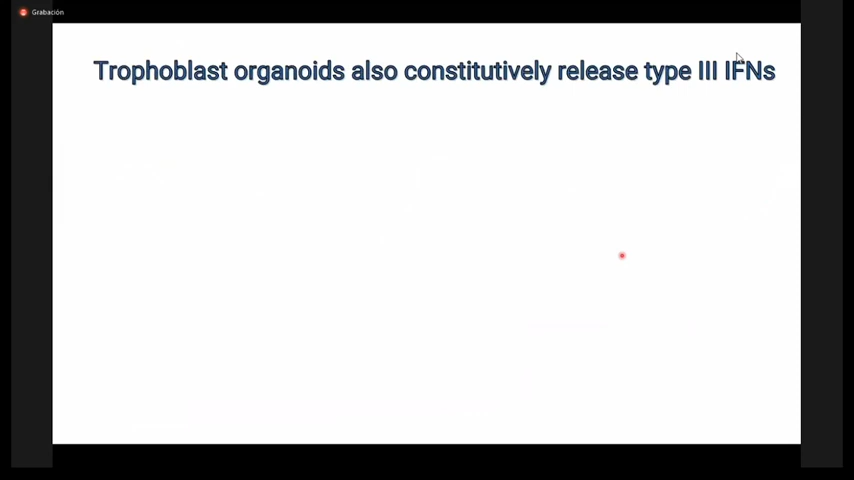 Grabación
Trophoblast organoids also constitutively release type III IFNs